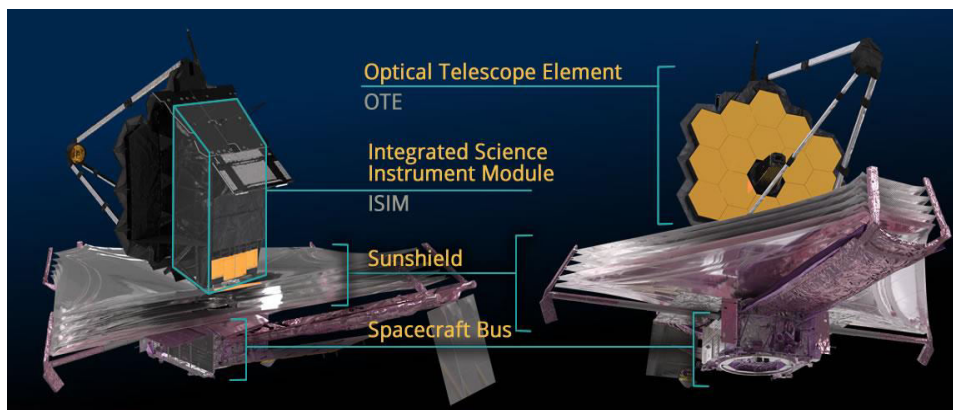 Optical Telescope Element
OTE
Integrated Science
Instrument Module
ISIM
Sunshield
Spacecraft Bus